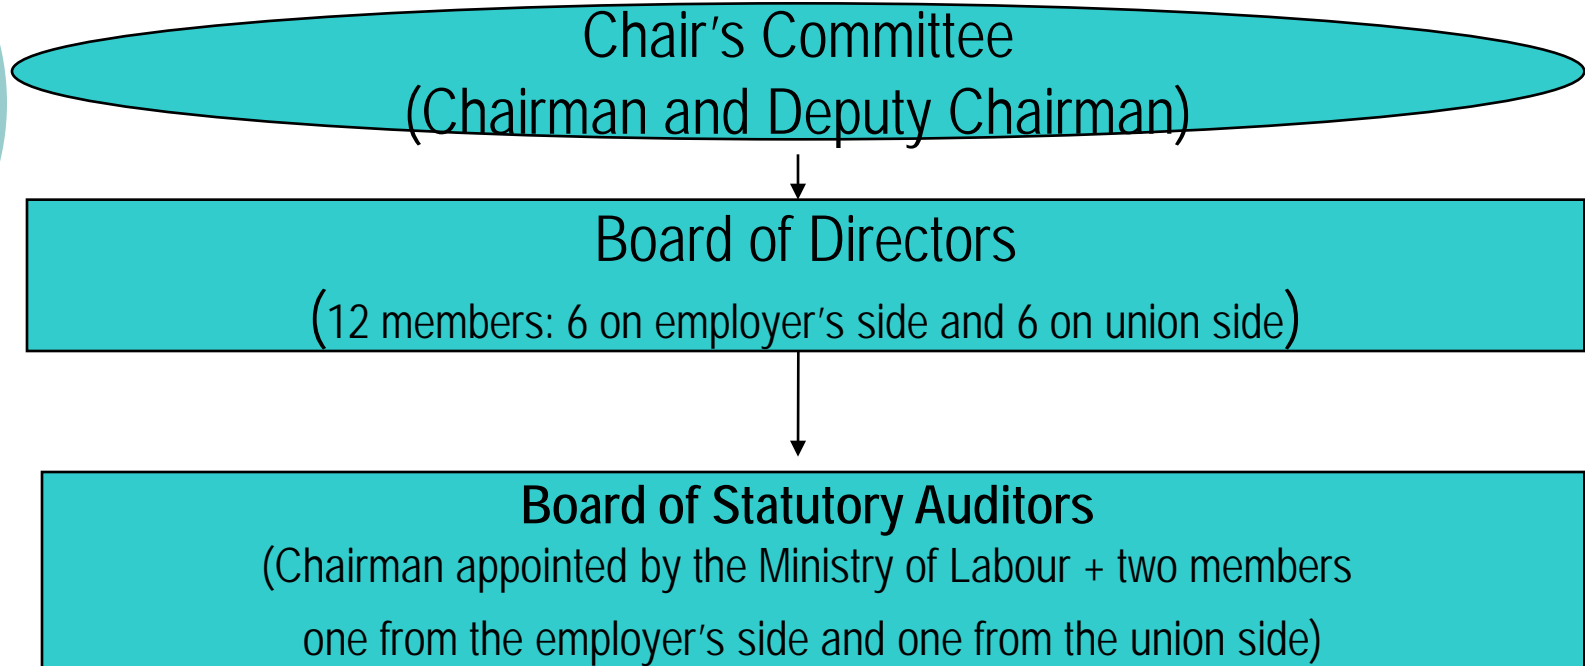 Chair's Committee
(Chairman and Deputy Chairman)
Board of Directors
(12 members: 6 on employer's side and 6 on union side)
Board of Statutory Auditors
(Chairman appointed by the Ministry of Labour + two members
one from the employer's side and one from the union side)